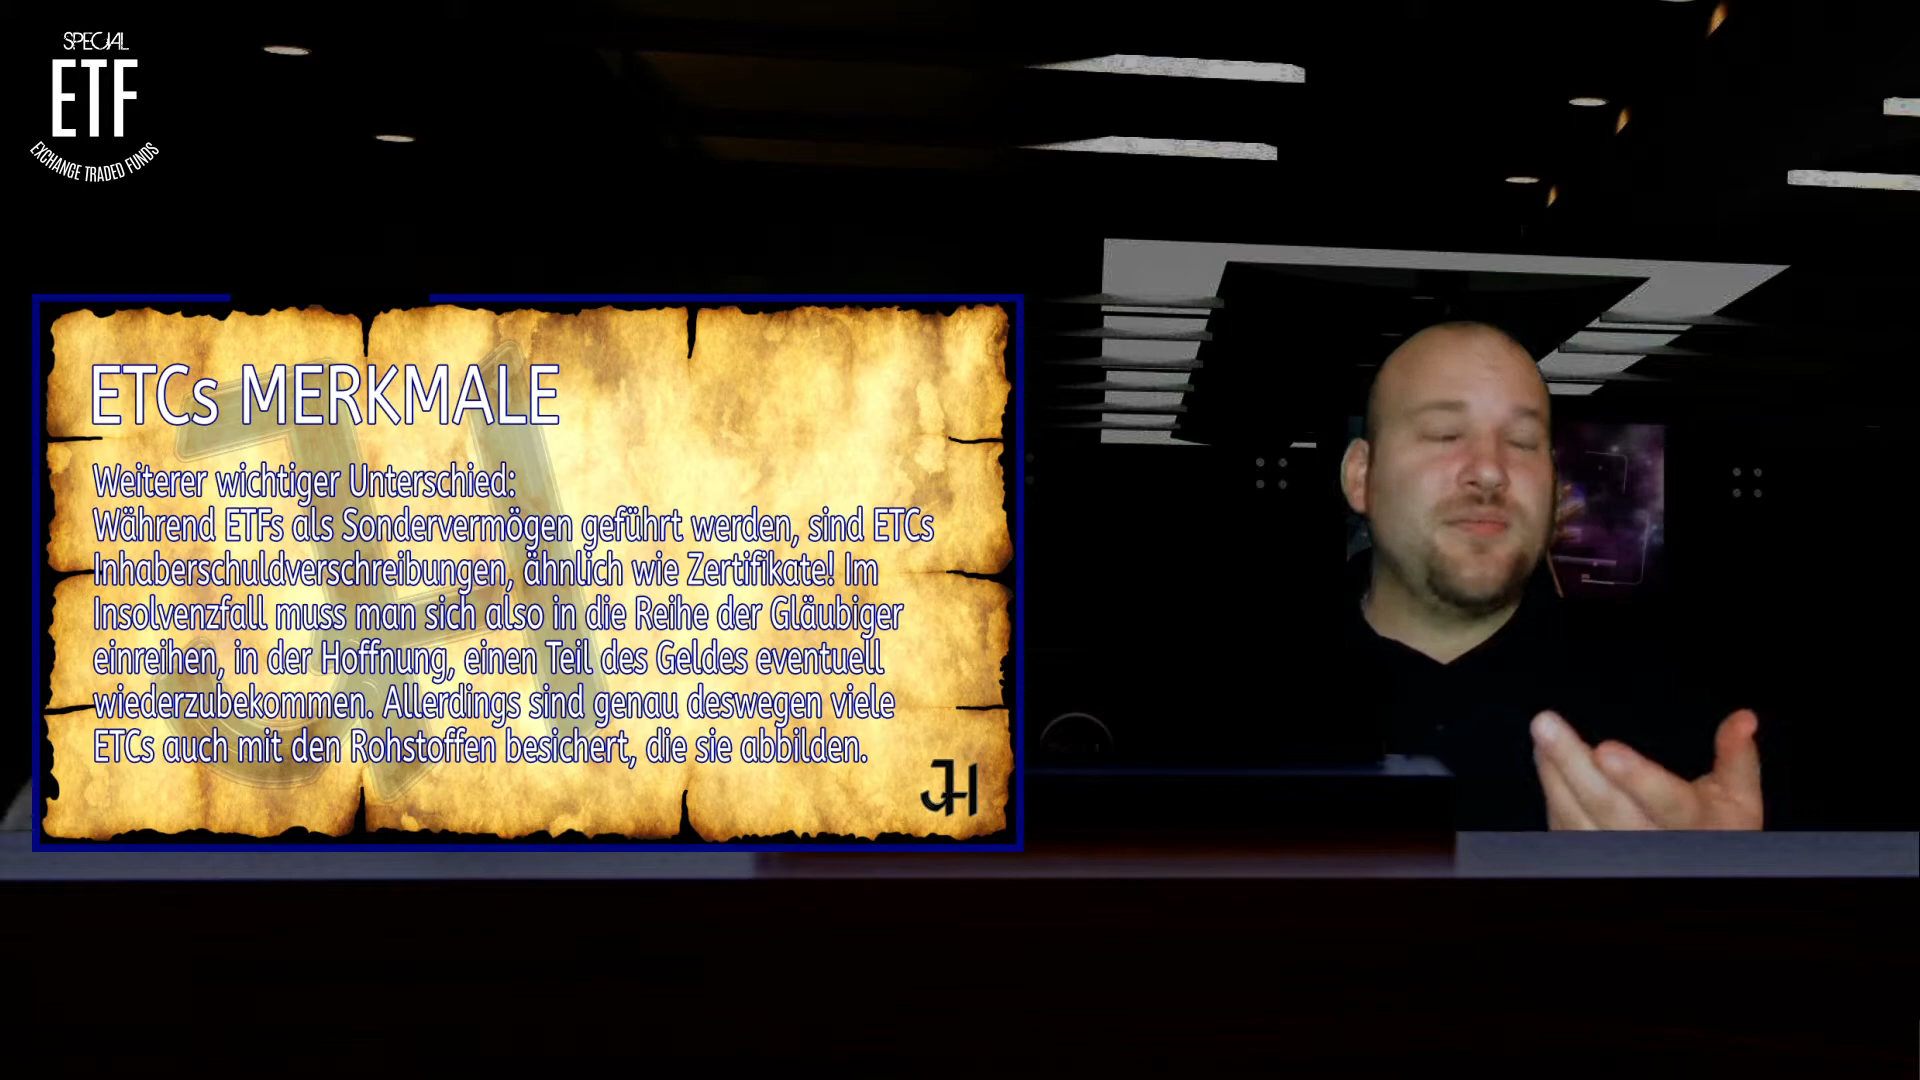 SPECIAL
ETF
EXCHANGE TRADED FUNDS
ETCs MERKMALE
Weiterer wichtiger Unterschied:
Während ETFs als Sondervermögen geführt werden, sind ETCs
Inhaberschuldverschreibungen, ähnlich wie Zertifikate! Im
Insolvenzfall muss man sich also in die Reihe der Gläubiger
einreihen, in der Hoffnung, einen Teil des Geldes eventuell
wiederzubekommen. Allerdings sind genau deswegen viele
ETCs auch mit den Rohstoffen besichert, die sie abbilden.
JH